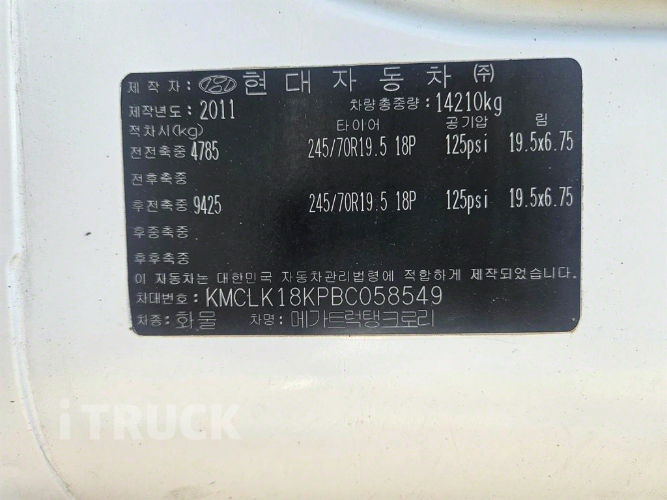 제작자: 현대자동차(주)
제작년도: 2011 차량총중량: 14210kg
적차시(kg) 타이어 공기압 림
전전축중 4785 245/70R19.5 18P 125psi 19.5x6.75
전후축중
후전축중 9425 245/70R19.5 18P 125psi 19.5x6.75
후중축중
후후축중
이 자동차는 대한민국 자동차관리법령에 적합하게 제작되었습니다.
차대번호: KMCLK18KPBC058549
차종: 화물 차명: 메가트럭탱크로리
iTRUCK